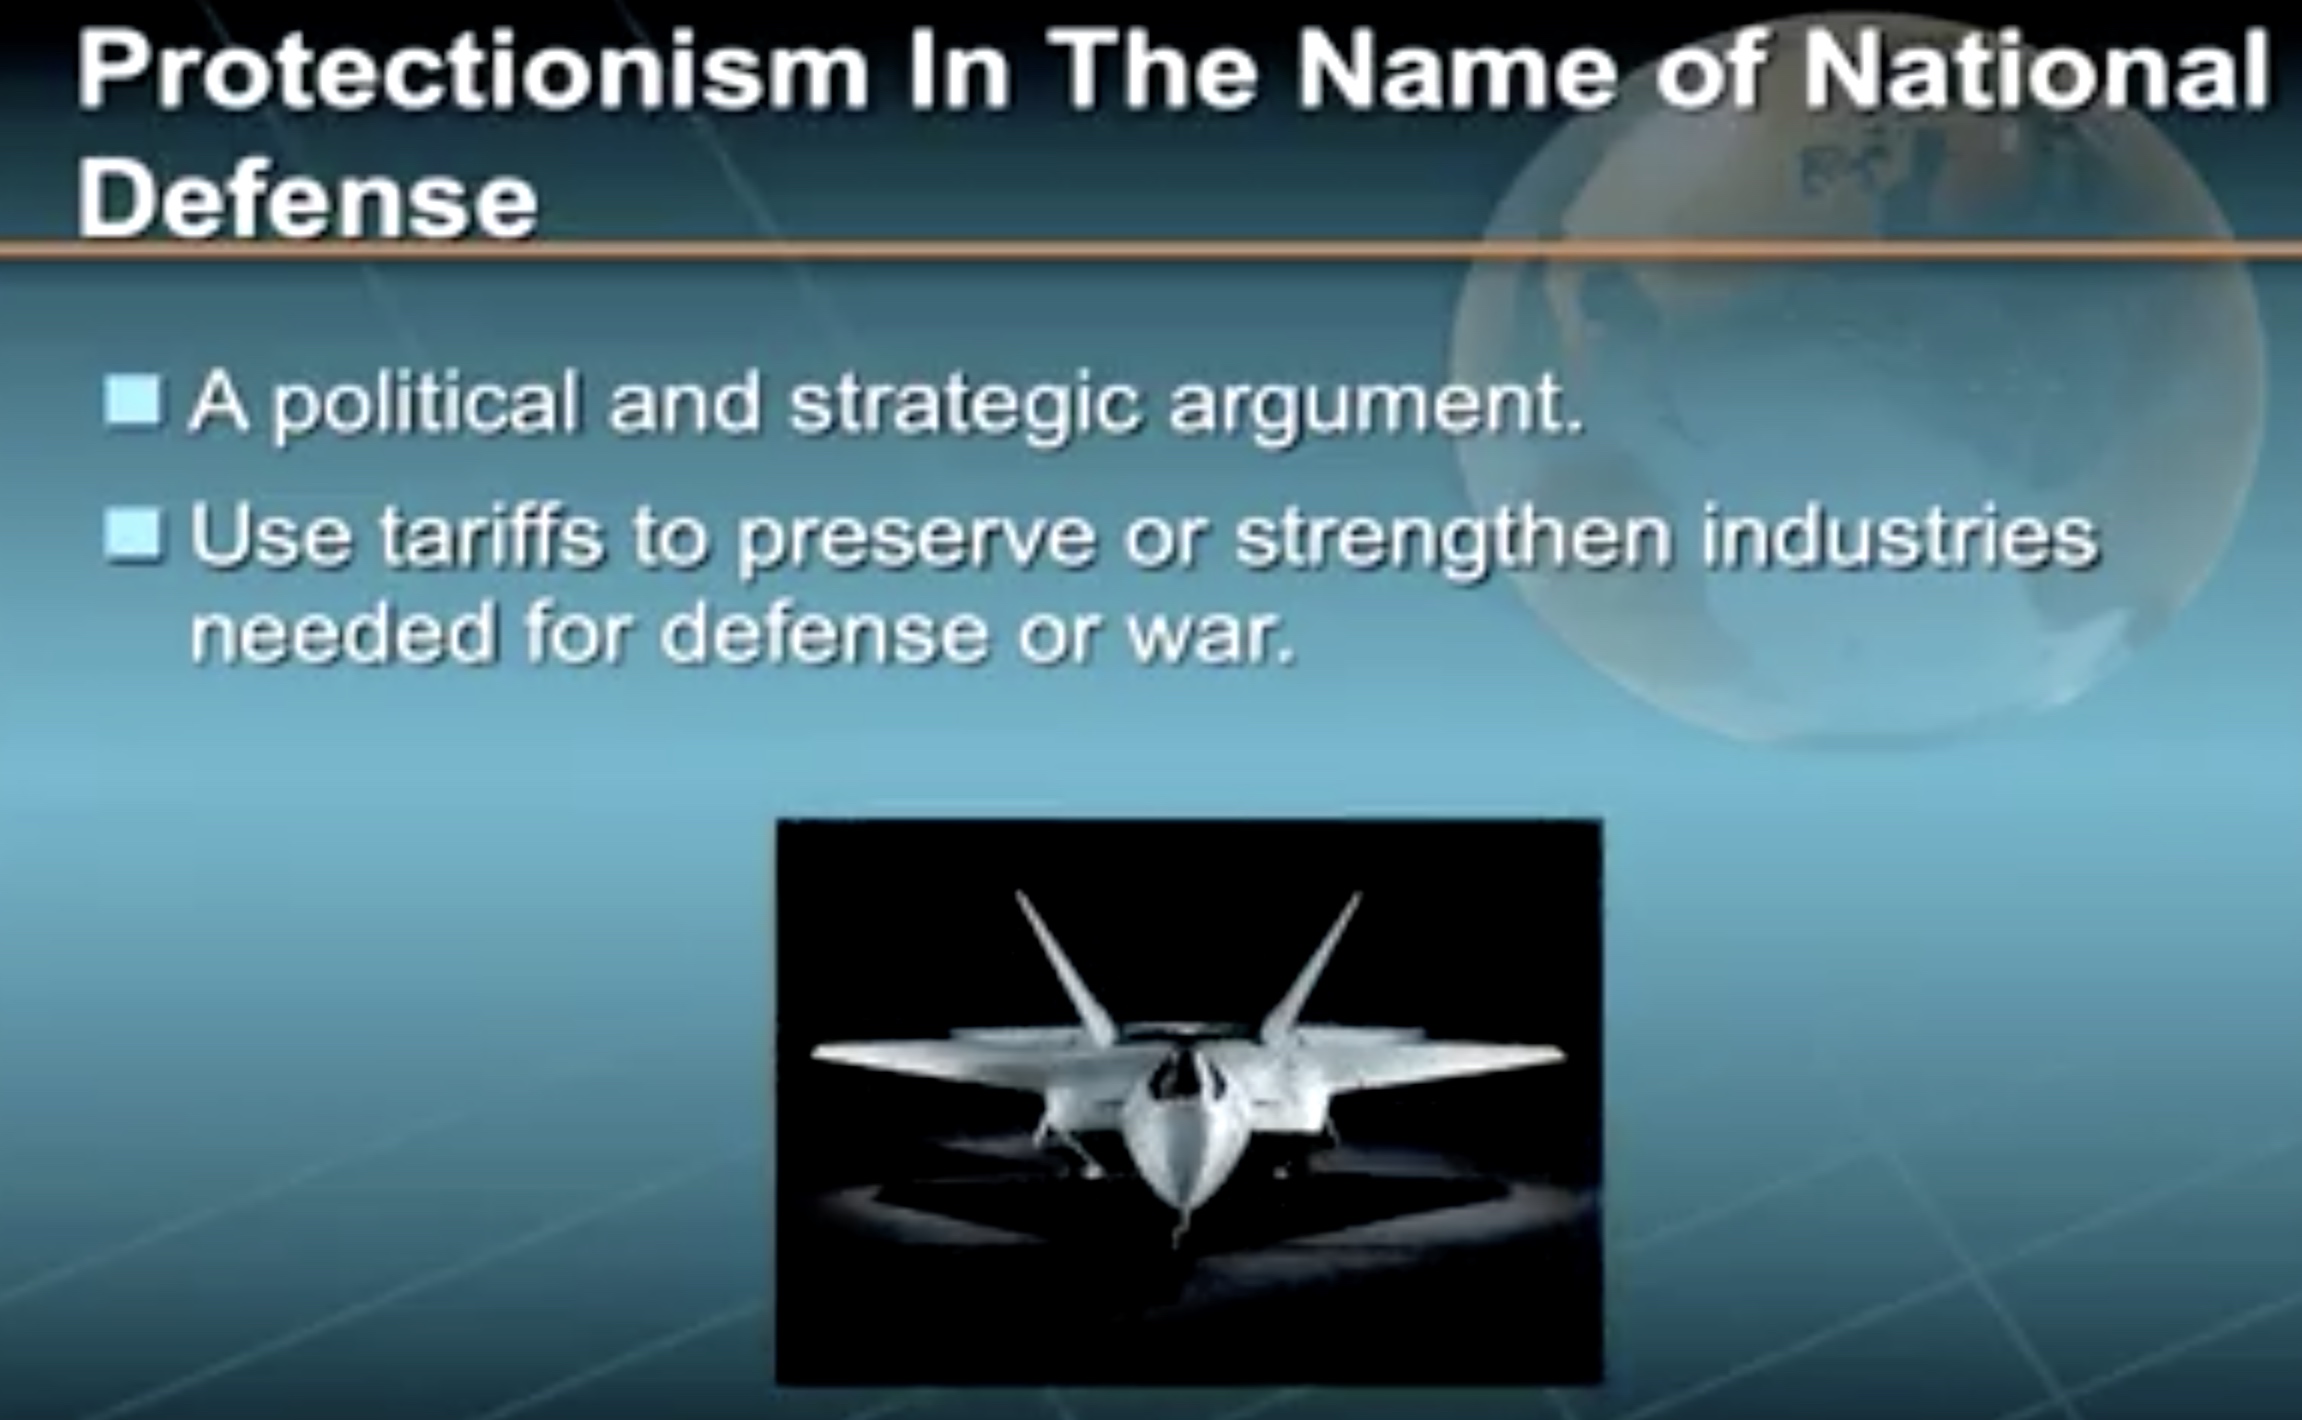 Protectionism In The Name of National
Defense
A political and strategic argument.
Use tariffs to preserve or strengthen industries
needed for defense or war.